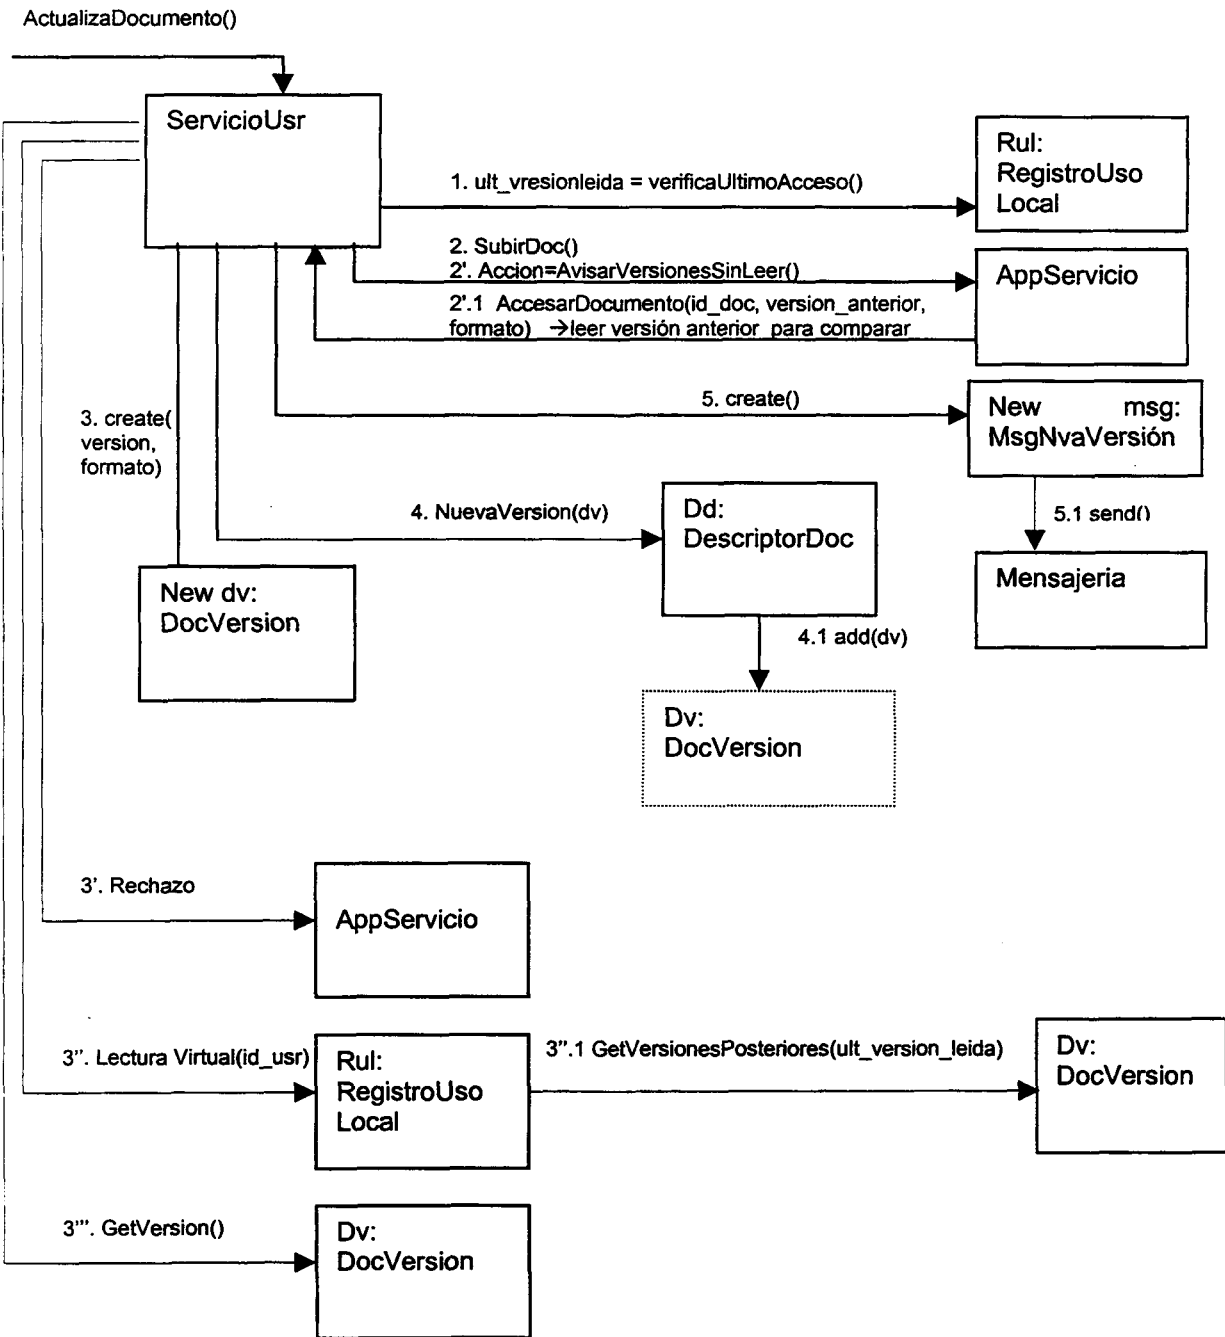 ActualizaDocumento()
ServicioUsr
Rul:
RegistroUso
Local
1. ult_vresionleida = verificaUltimoAcceso()
2. SubirDoc()
2'. Accion=AvisarVersionesSinLeer()
2'.1 AccesarDocumento(id_doc, version_anterior,
formato) →leer versión anterior para comparar
AppServicio
3. create(
version,
formato)
5. create()
New msg:
MsgNvaVersión
4. NuevaVersion(dv)
Dd:
DescriptorDoc
5.1 send()
Mensajeria
New dv:
DocVersion
4.1 add(dv)
Dv:
DocVersion
3'. Rechazo
AppServicio
3''. Lectura Virtual(id_usr)
Rul:
RegistroUso
Local
3''.1 GetVersionesPosteriores(ult_version_leida)
Dv:
DocVersion
3'''. GetVersion()
Dv:
DocVersion